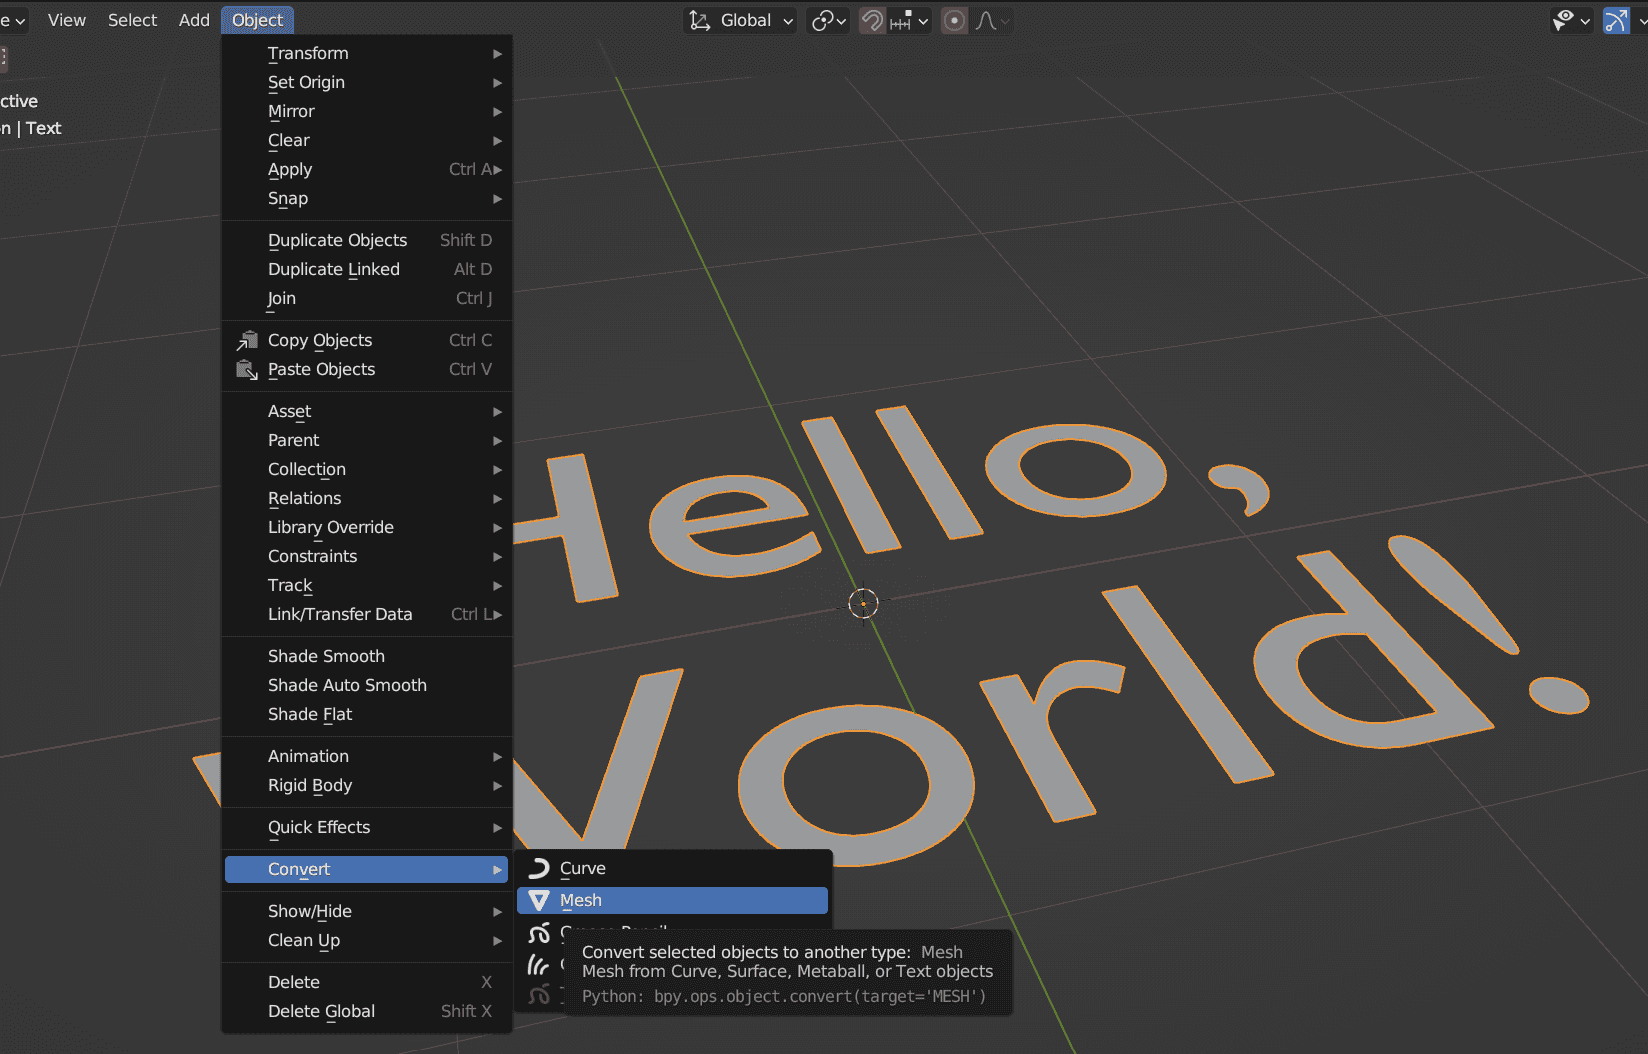 View Select Add Object Global
ctive
n | Text
Transform
Set Origin
Mirror
Clear
Apply Ctrl A
Snap
Duplicate Objects Shift D
Duplicate Linked Alt D
Join Ctrl J
Copy Objects Ctrl C
Paste Objects Ctrl V
Asset
Parent
Collection
Relations
Library Override
Constraints
Track
Link/Transfer Data Ctrl L
Shade Smooth
Shade Auto Smooth
Shade Flat
Animation
Rigid Body
Quick Effects
Convert
Show/Hide
Clean Up
Delete X
Delete Global Shift X
Curve
Mesh
Convert selected objects to another type: Mesh
Mesh from Curve, Surface, Metaball, or Text objects
Python: bpy.ops.object.convert(target='MESH')
Hello,
World!